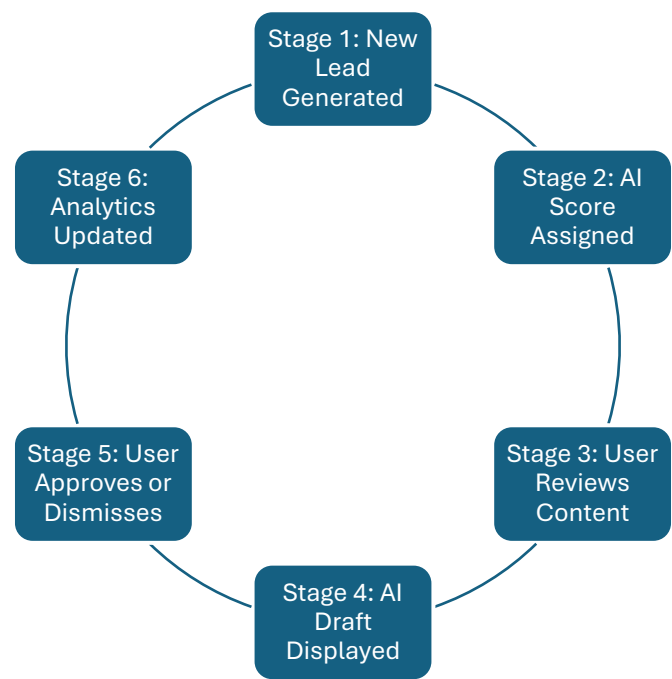 Stage 1: New
Lead
Generated
Stage 2: AI
Score
Assigned
Stage 3: User
Reviews
Content
Stage 4: AI
Draft
Displayed
Stage 5: User
Approves or
Dismisses
Stage 6:
Analytics
Updated